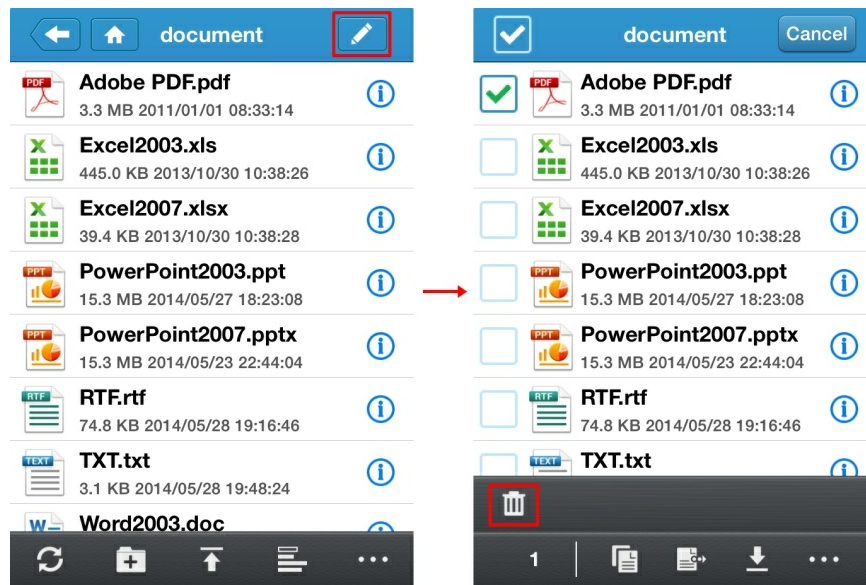 document
PDF
Adobe PDF.pdf
3.3 MB 2011/01/01 08:33:14
X
Excel2003.xls
445.0 KB 2013/10/30 10:38:26
X
Excel2007.xlsx
39.4 KB 2013/10/30 10:38:28
PPT
PowerPoint2003.ppt
15.3 MB 2014/05/27 18:23:08
PPT
PowerPoint2007.pptx
15.3 MB 2014/05/23 22:44:04
RTF
RTF.rtf
74.8 KB 2014/05/28 19:16:46
TEXT
TXT.txt
3.1 KB 2014/05/28 19:48:24
W
Word2003.doc
document
Cancel
PDF
Adobe PDF.pdf
3.3 MB 2011/01/01 08:33:14
X
Excel2003.xls
445.0 KB 2013/10/30 10:38:26
X
Excel2007.xlsx
39.4 KB 2013/10/30 10:38:28
PPT
PowerPoint2003.ppt
15.3 MB 2014/05/27 18:23:08
PPT
PowerPoint2007.pptx
15.3 MB 2014/05/23 22:44:04
RTF
RTF.rtf
74.8 KB 2014/05/28 19:16:46
TEXT
TXT.txt
1